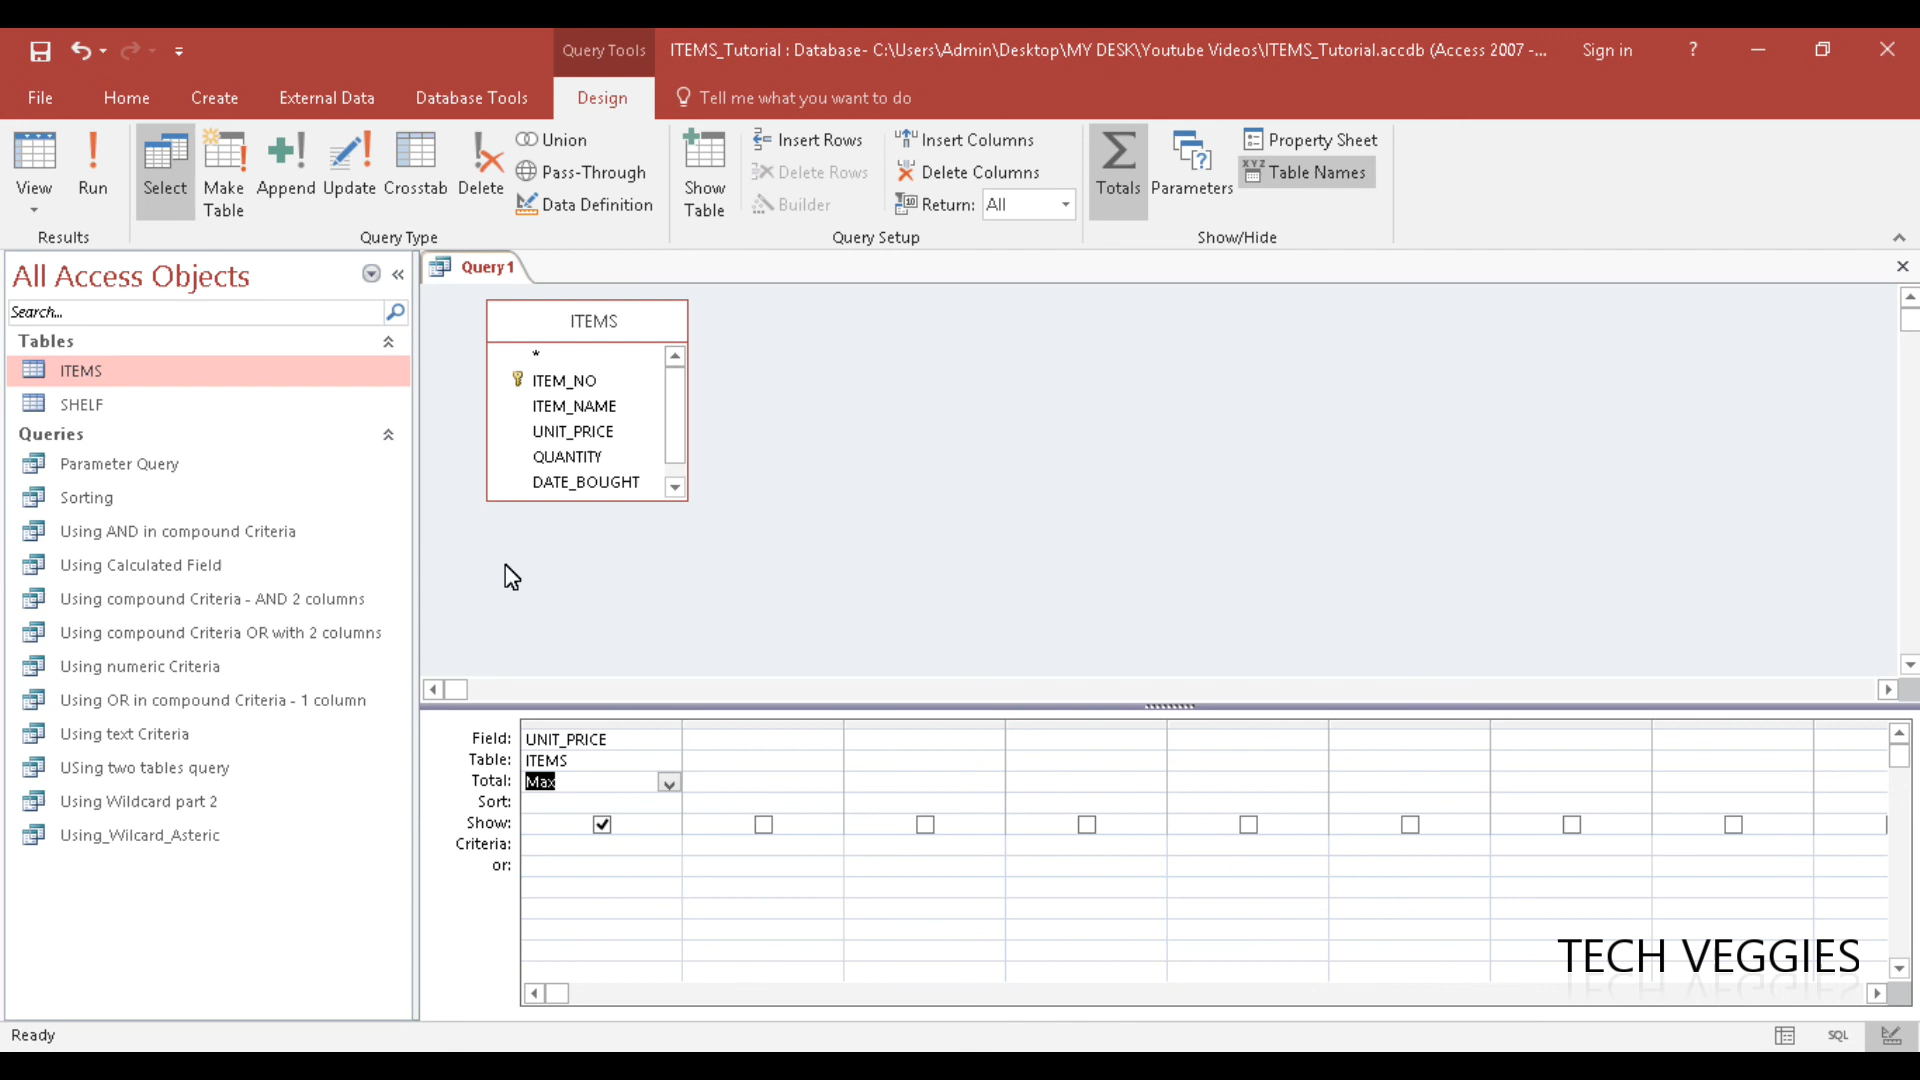 Query Tools
ITEMS_Tutorial : Database- C:\Users\Admin\Desktop\MY DESK\Youtube Videos\ITEMS_Tutorial.accdb (Access 2007 -...
Sign in
?
File
Home
Create
External Data
Database Tools
Design
Tell me what you want to do
View
Run
Select
Make
Table
Append
Update
Crosstab
Delete
Union
Pass-Through
Data Definition
Show
Table
Insert Rows
Delete Rows
Builder
Insert Columns
Delete Columns
Return: All
Totals
Parameters
Property Sheet
XYZ Table Names
Results
Query Type
Query Setup
Show/Hide
All Access Objects
Search...
Tables
ITEMS
SHELF
Queries
Parameter Query
Sorting
Using AND in compound Criteria
Using Calculated Field
Using compound Criteria - AND 2 columns
Using compound Criteria OR with 2 columns
Using numeric Criteria
Using OR in compound Criteria - 1 column
Using text Criteria
USing two tables query
Using Wildcard part 2
Using_Wilcard_Asteric
Query1
ITEMS
*
ITEM_NO
ITEM_NAME
UNIT_PRICE
QUANTITY
DATE_BOUGHT
Field: UNIT_PRICE
Table: ITEMS
Total: Max
Sort:
Show:
Criteria:
or:
TECH VEGGIES
Ready
SQL